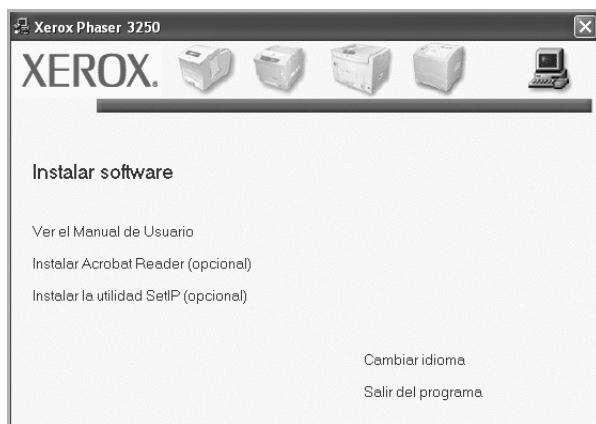 Xerox Phaser 3250
XEROX.
Instalar software
Ver el Manual de Usuario
Instalar Acrobat Reader (opcional)
Instalar la utilidad SetIP (opcional)
Cambiar idioma
Salir del programa